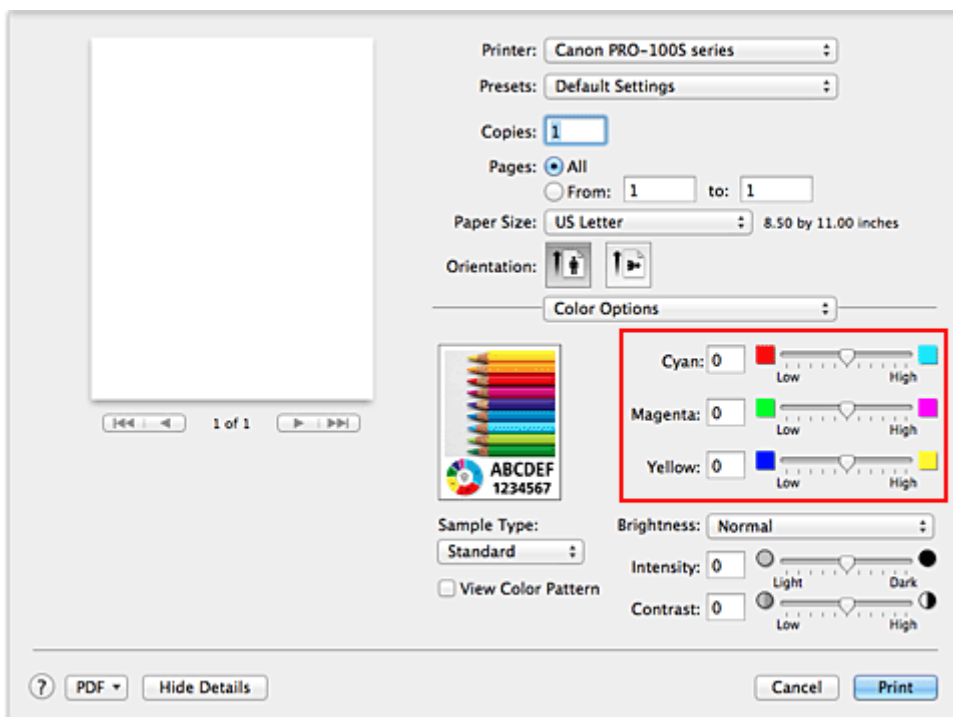 Printer: Canon PRO-100S series
Presets: Default Settings
Copies: 1
Pages: All
From: 1 to: 1
Paper Size: US Letter 8.50 by 11.00 inches
Orientation:
Color Options
1 of 1
Cyan: 0
Low High
Magenta: 0
Low High
Yellow: 0
Low High
ABCDEF
1234567
Sample Type:
Standard
View Color Pattern
Brightness: Normal
Intensity: 0
Light Dark
Contrast: 0
Low High
? PDF Hide Details Cancel Print